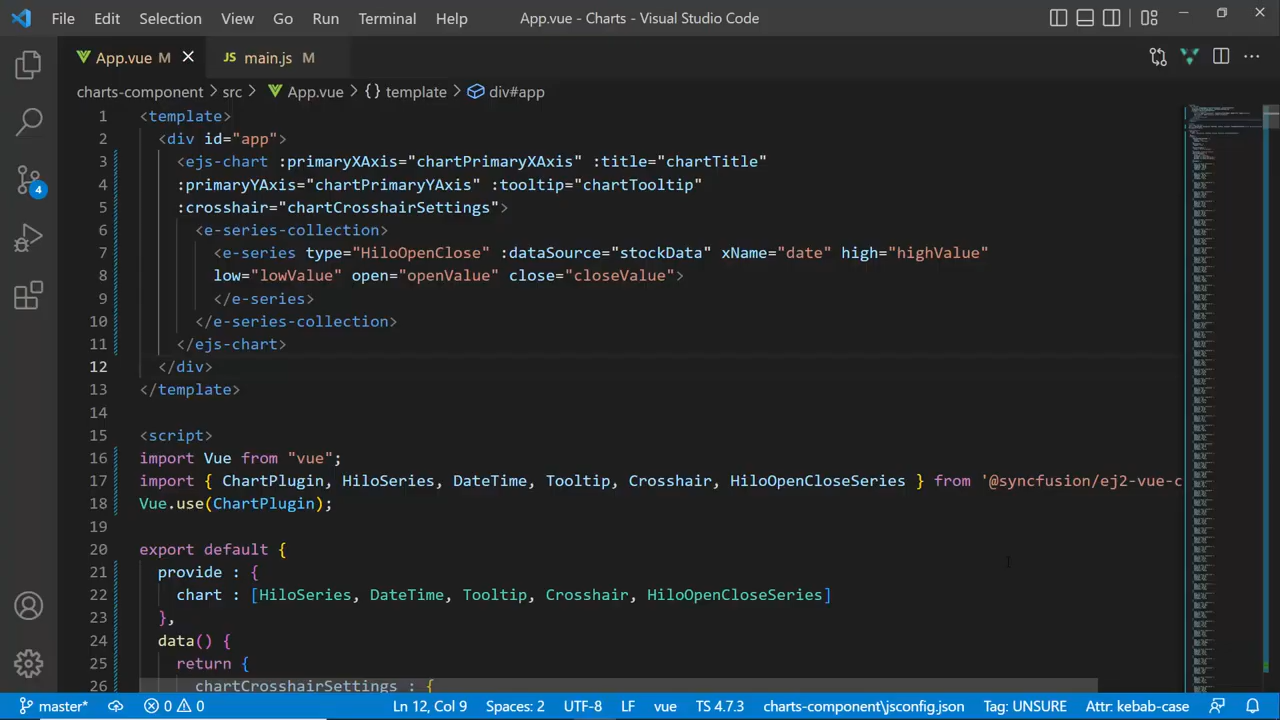 File Edit Selection View Go Run Terminal Help App.vue - Charts - Visual Studio Code
App.vue M JS main.js M
charts-component > src > App.vue > {} template > div#app
1 <template>
2 <div id="app">
3 <ejs-chart :primaryXAxis="chartPrimaryXAxis" :title="chartTitle"
4 :primaryYAxis="chartPrimaryYAxis" :tooltip="chartTooltip"
5 :crosshair="chartCrosshairSettings">
6 <e-series-collection>
7 <e-series type="HiloOpenClose" :dataSource="stockData" xName="date" high="highValue"
8 low="lowValue" open="openValue" close="closeValue">
9 </e-series>
10 </e-series-collection>
11 </ejs-chart>
12 </div>
13 </template>
14
15 <script>
16 import Vue from "vue";
17 import { ChartPlugin, HiloSeries, DateTime, Tooltip, Crosshair, HiloOpenCloseSeries } from '@syncfusion/ej2-vue-c
18 Vue.use(ChartPlugin);
19
20 export default {
21 provide : {
22 chart : [HiloSeries, DateTime, Tooltip, Crosshair, HiloOpenCloseSeries]
23 },
24 data() {
25 return {
26 chartCrosshairSettings : {
4
master* 0 0 Ln 12, Col 9 Spaces: 2 UTF-8 LF vue TS 4.7.3 charts-component\jsconfig.json Tag: UNSURE Attr: kebab-case